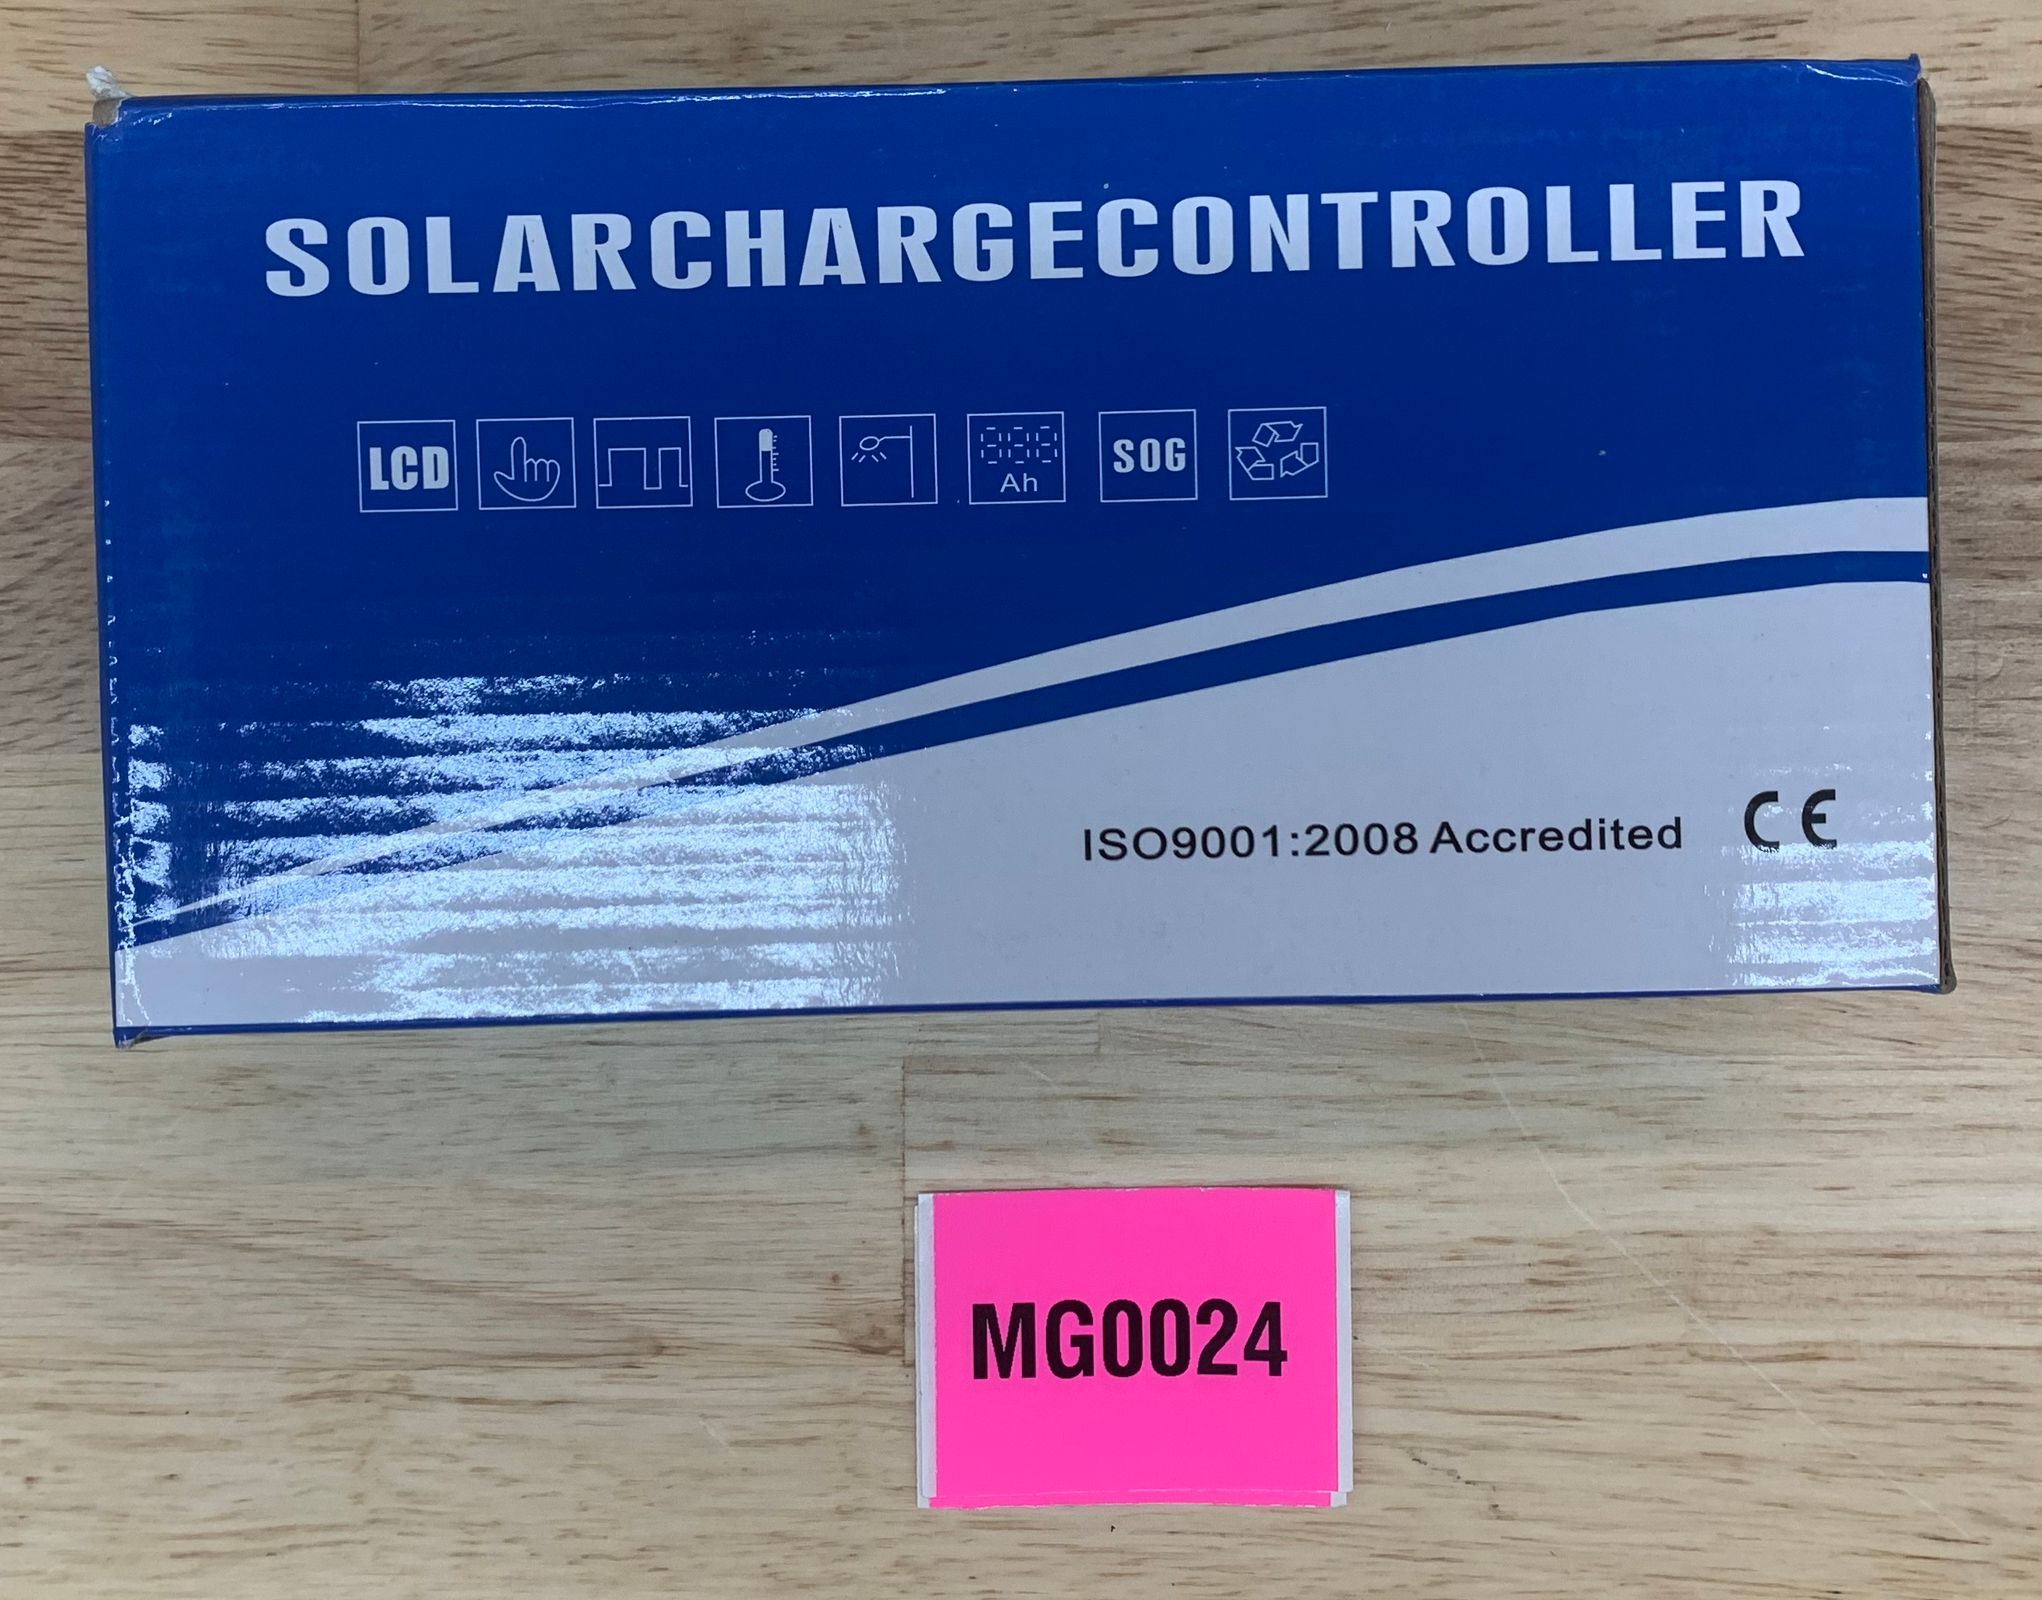 SOLARCHARGECONTROLLER
LCD
Ah
SOG
ISO9001:2008 Accredited CE
MG0024